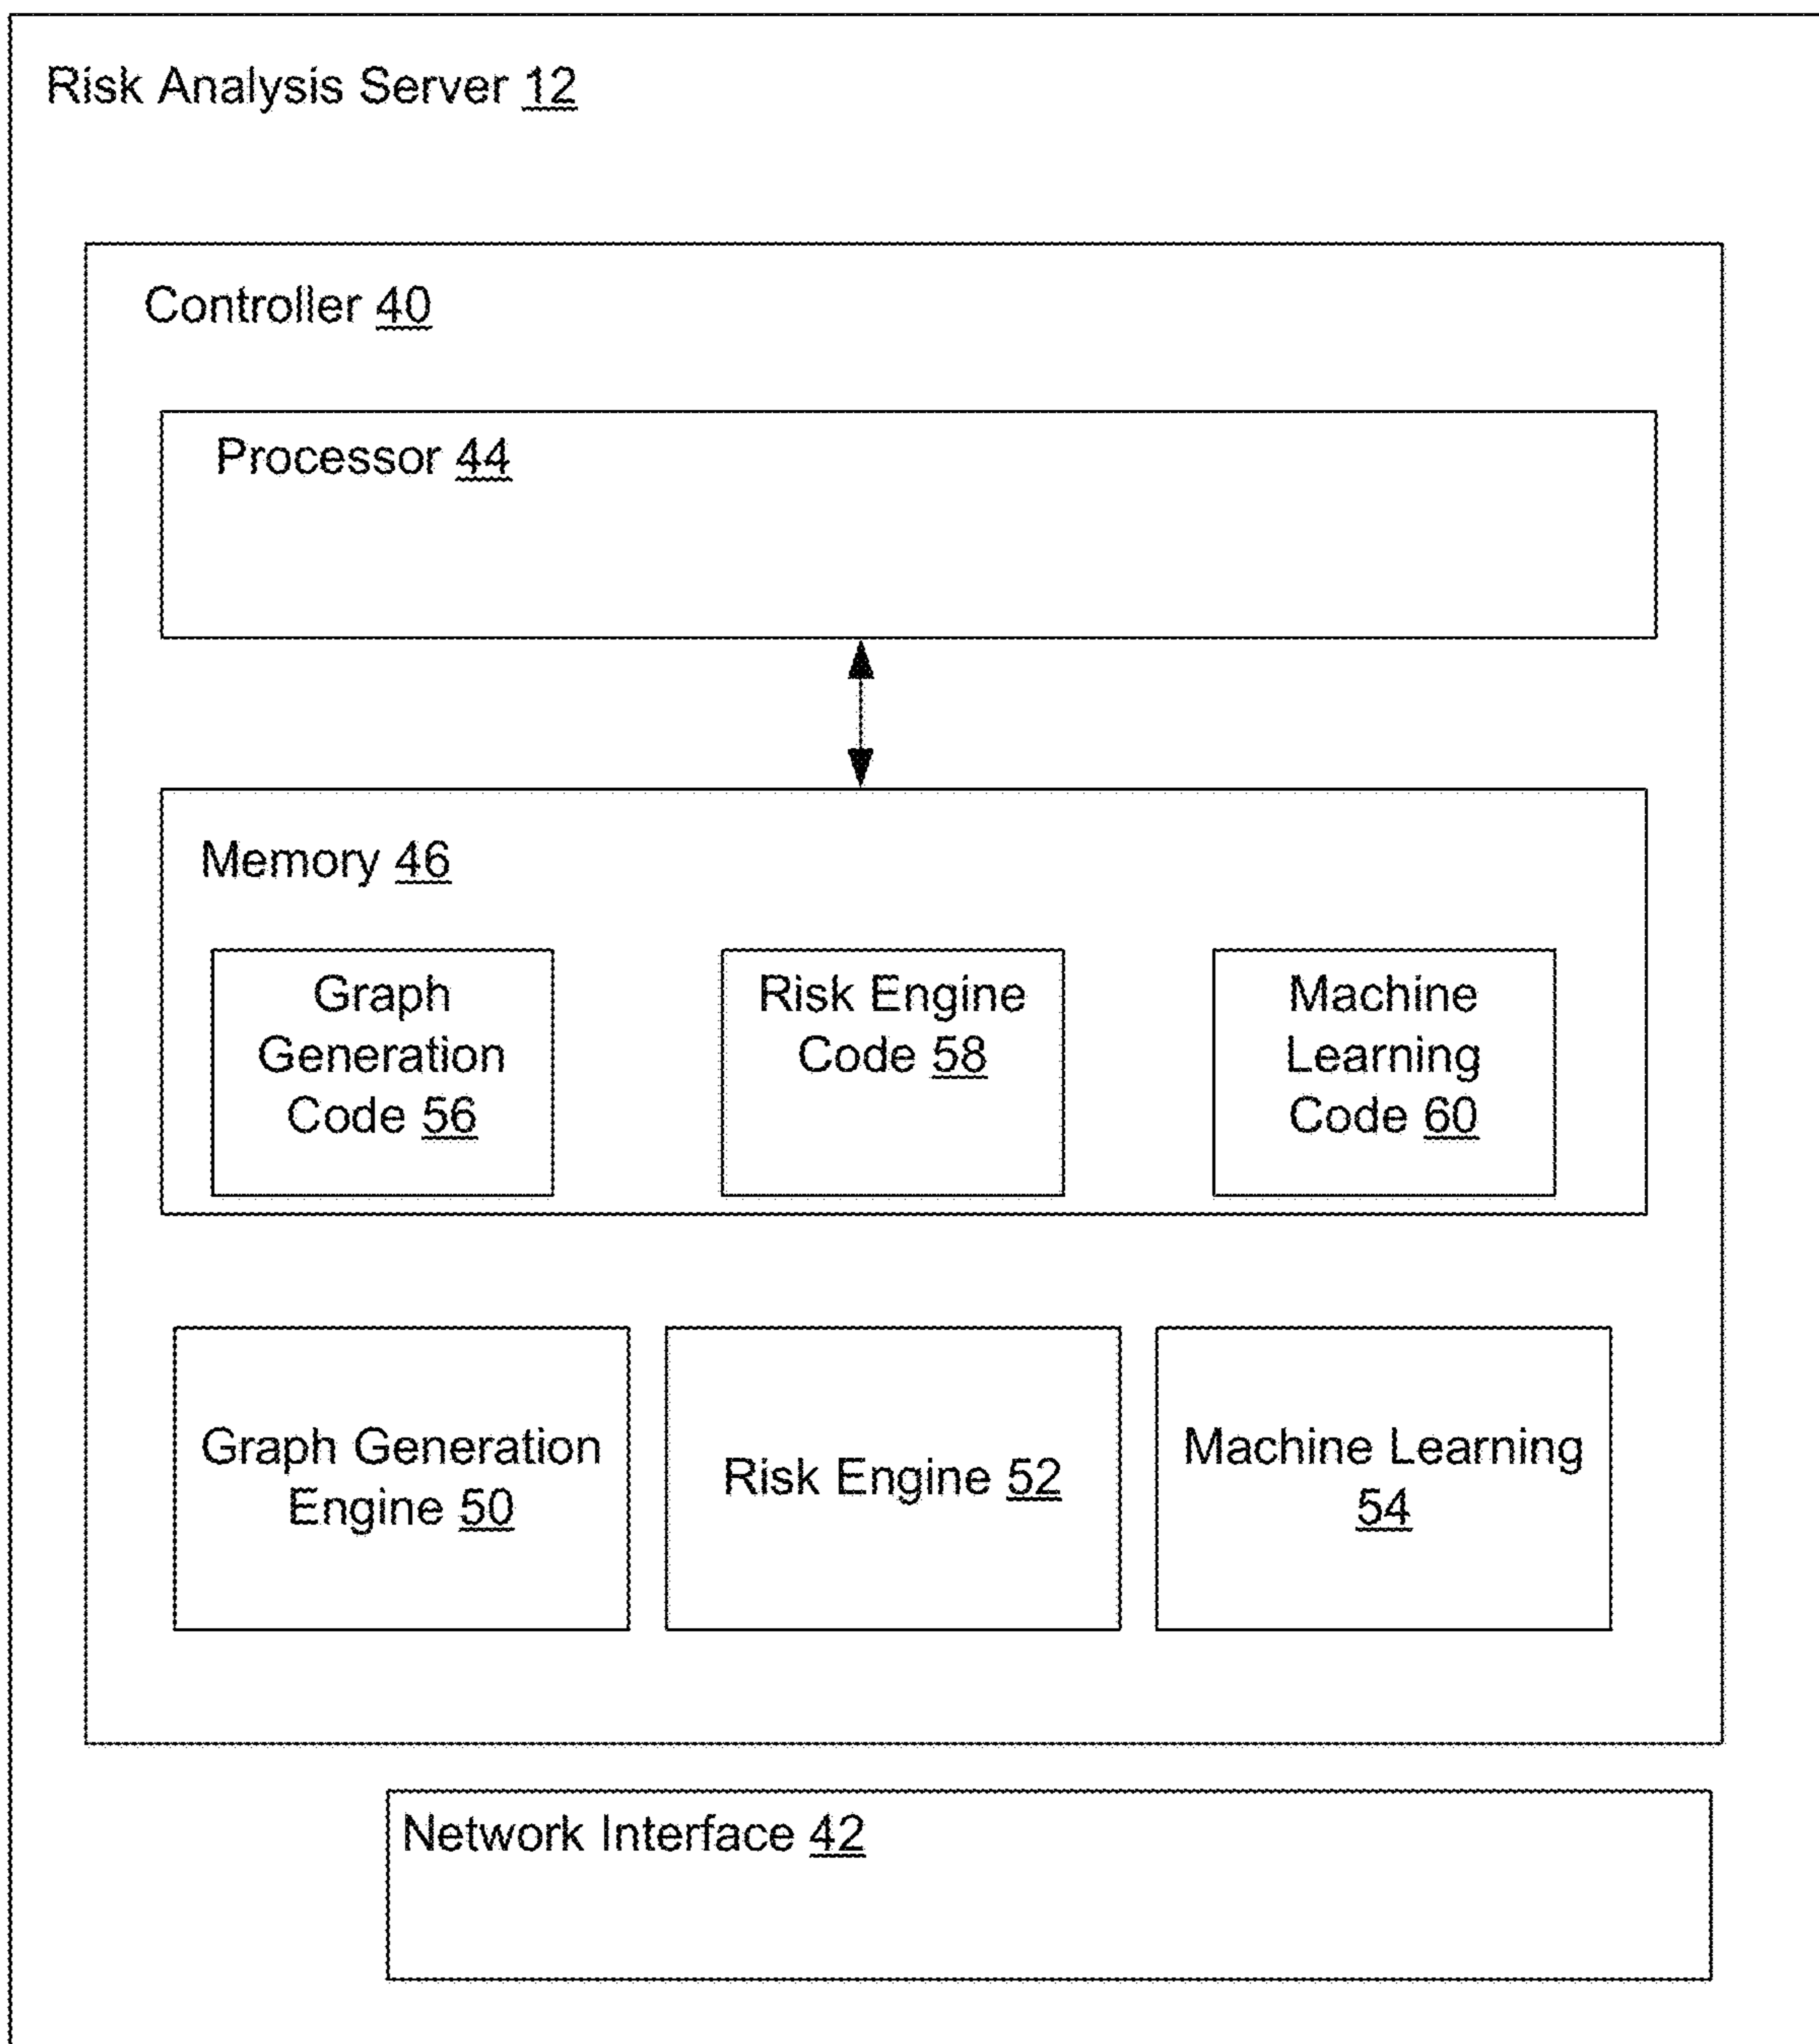 Risk Analysis Server 12
Controller 40
Processor 44
Memory 46
Graph
Generation
Code 56
Risk Engine
Code 58
Machine
Learning
Code 60
Graph Generation
Engine 50
Risk Engine 52
Machine Learning
54
Network Interface 42